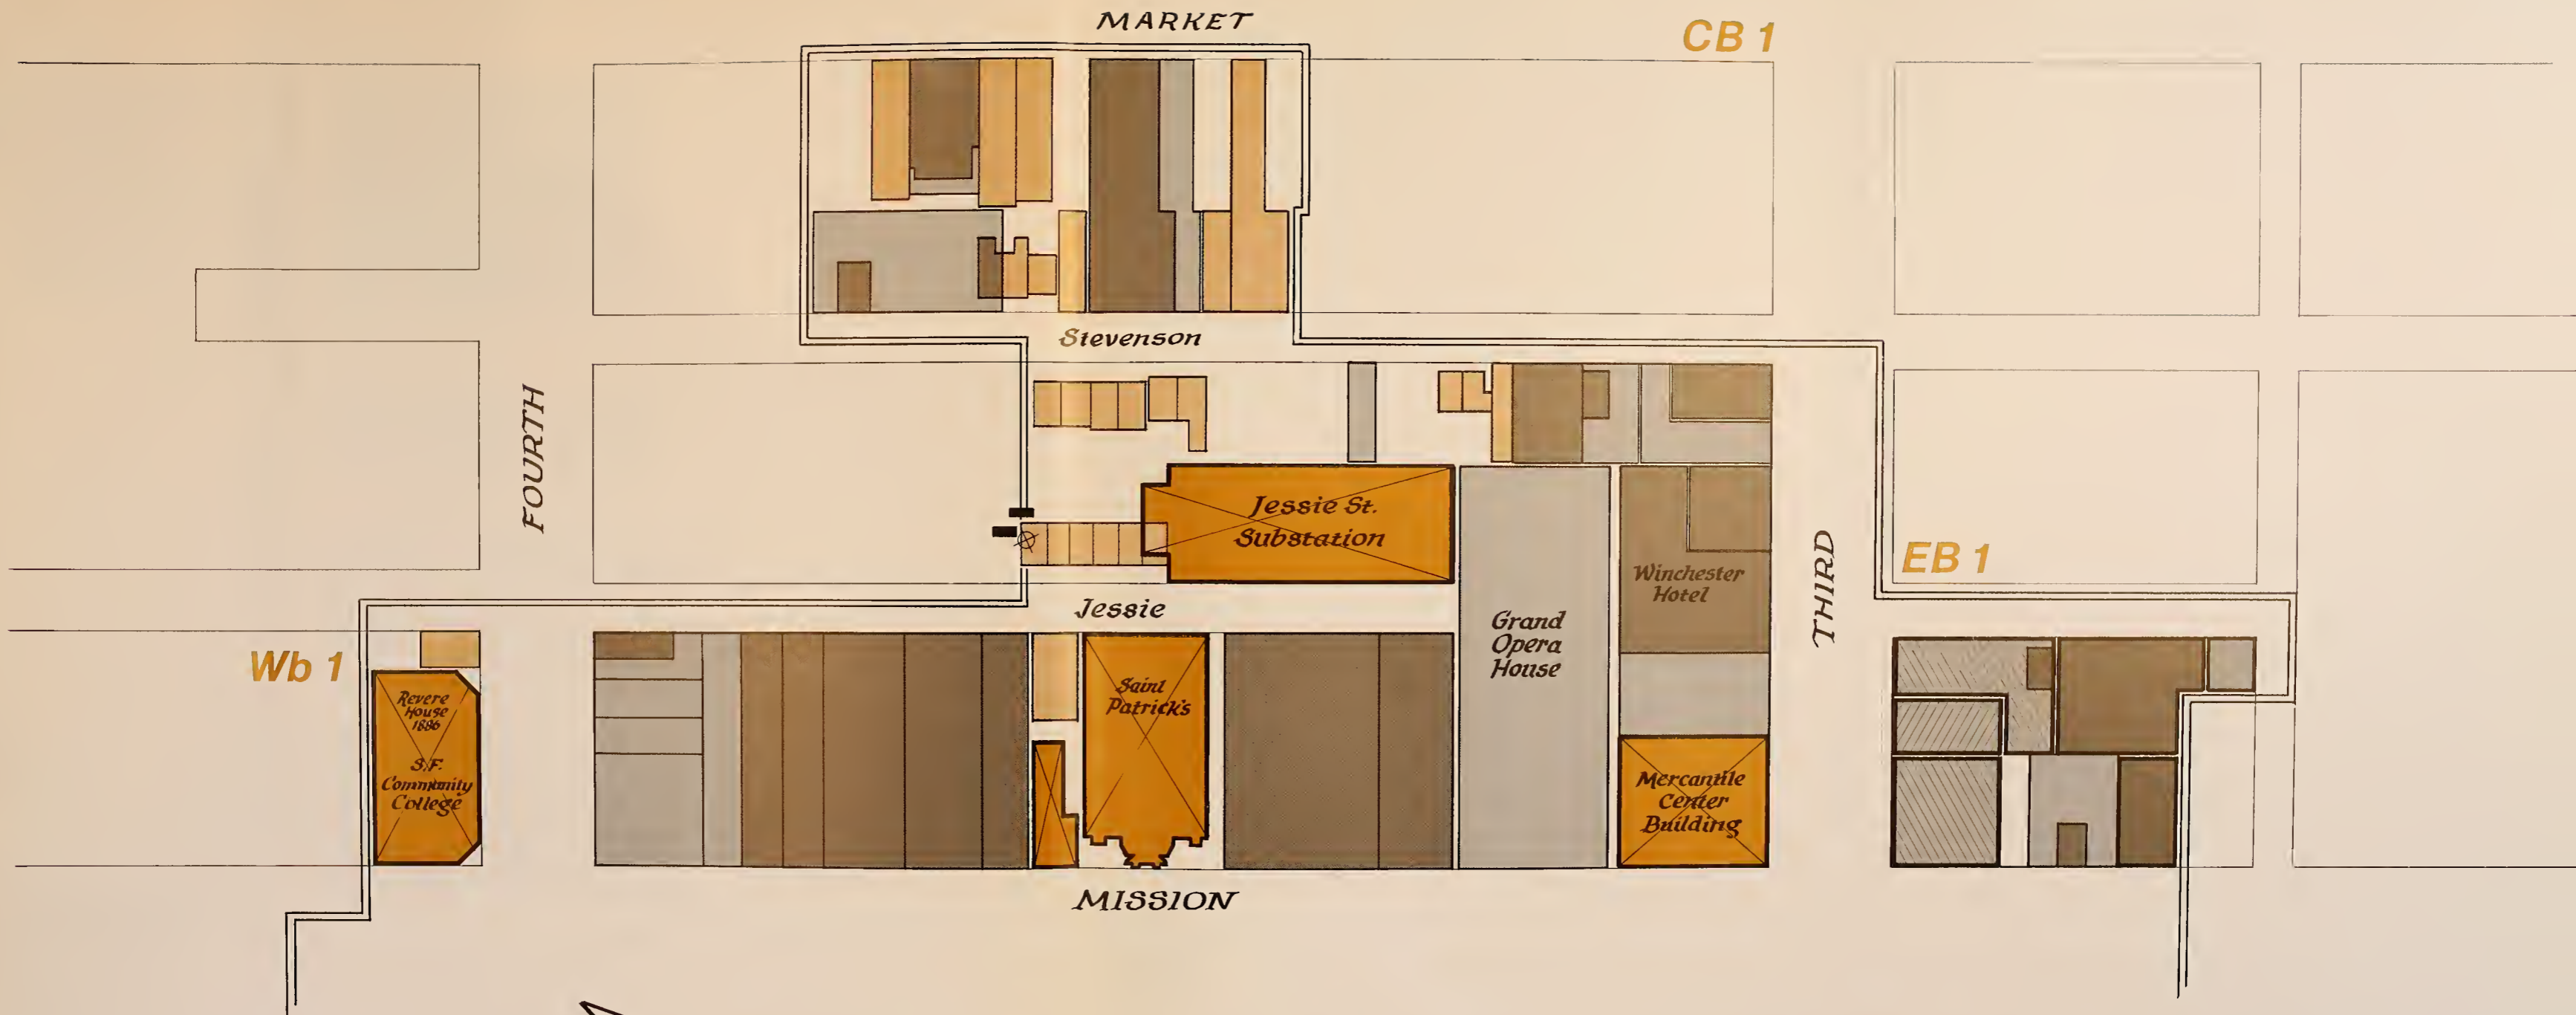 MARKET
CB 1
Stevenson
FOURTH
Jessie St.
Substation
THIRD
EB 1
Winchester
Hotel
Jessie
Grand
Opera
House
Wb 1
Revere
House
1886
S.F.
Community
College
Saint
Patrick's
Mercantile
Center
Building
MISSION